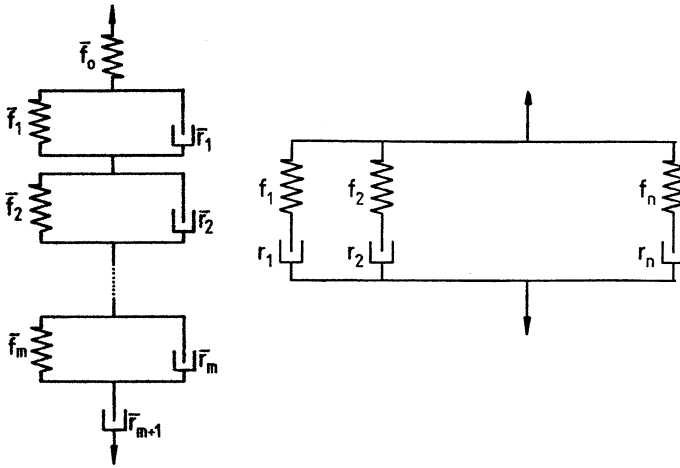 f̄₀
f̄₁ r̄₁
f̄₂ r̄₂
f̄ₘ r̄ₘ
r̄ₘ₊₁
f₁ f₂ fₙ
r₁ r₂ rₙ